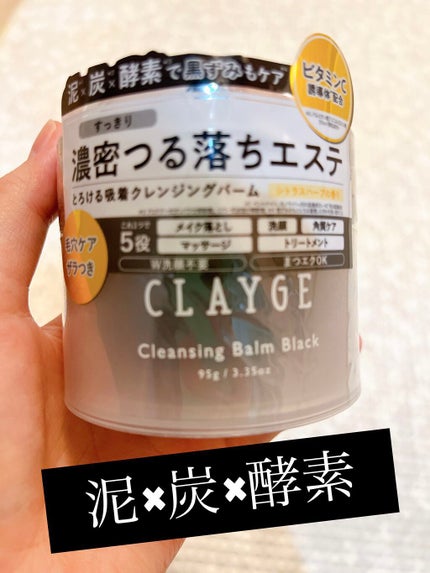 泥×炭×酵素で黒ずみもケア
ビタミンC
誘導体*配合
すっきり
濃密つる落ちエステ
とろける吸着クレンジングバーム
シトラスハーブの香り
毛穴ケア
ザラつき
これ1つで
5役
メイク落とし
洗顔
角質ケア
マッサージ
トリートメント
W洗顔不要
まつエクOK
CLAYGE
Cleansing Balm Black
95g / 3.35oz
泥✖炭✖酵素